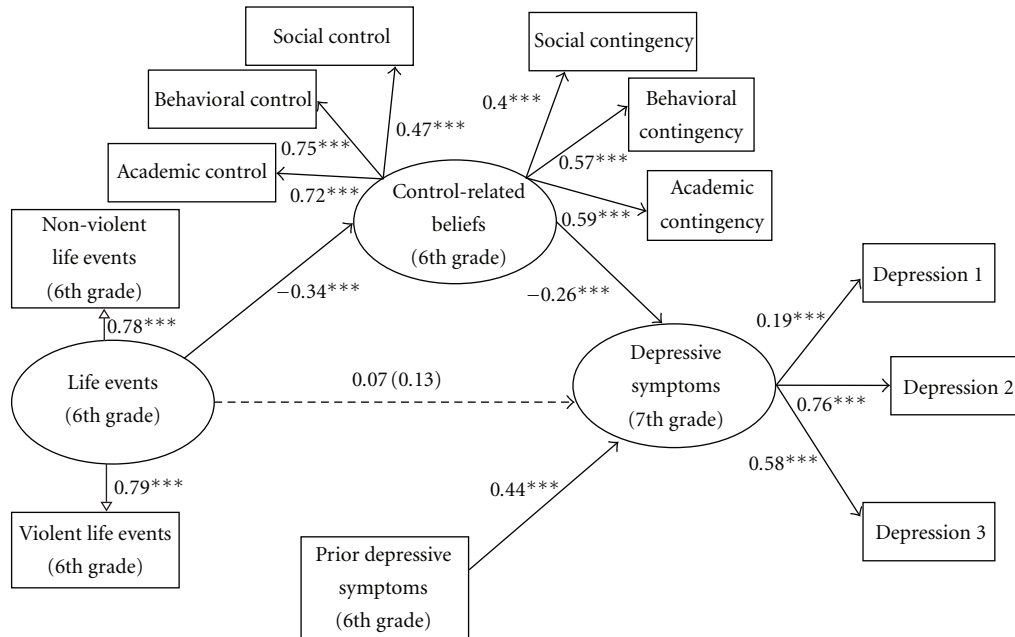 Social control
Social contingency
Behavioral control
Behavioral
contingency
0.4***
0.47***
0.75***
0.57***
Academic control
0.72***
Control-related
beliefs
(6th grade)
0.59***
Academic
contingency
Non-violent
life events
(6th grade)
−0.34***
−0.26***
Depression 1
0.78***
0.19***
Life events
(6th grade)
0.07 (0.13)
Depressive
symptoms
(7th grade)
Depression 2
0.76***
0.58***
0.79***
0.44***
Violent life events
(6th grade)
Depression 3
Prior depressive
symptoms
(6th grade)